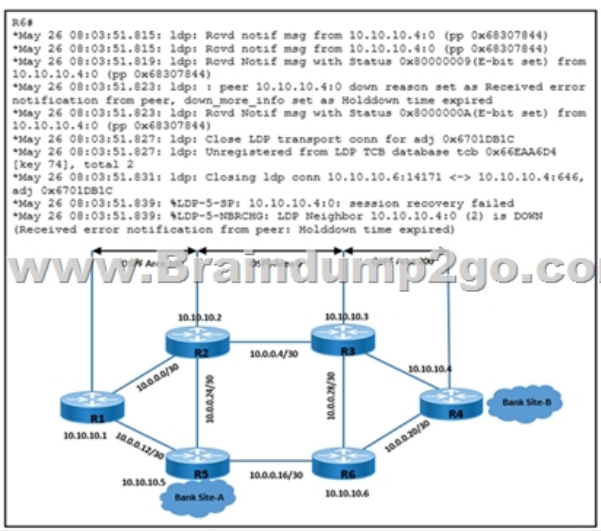 R6#
*May 26 08:03:51.815: ldp: Rcvd notif msg from 10.10.10.4:0 (pp 0x68307844)
*May 26 08:03:51.815: ldp: Rcvd notif msg from 10.10.10.4:0 (pp 0x68307844)
*May 26 08:03:51.819: ldp: Rcvd Notif Msg with Status 0x80000009(E-bit set) from
10.10.10.4:0 (pp 0x68307844)
*May 26 08:03:51.823: ldp: : peer 10.10.10.4:0 down reason set as Received error
notification from peer, down_more_info set as Holddown time expired
*May 26 08:03:51.823: ldp: Rcvd Notif Msg with Status 0x8000000A(E-bit set) from
10.10.10.4:0 (pp 0x68307844)
*May 26 08:03:51.827: ldp: Close LDP transport conn for adj 0x6701DB1C
*May 26 08:03:51.827: ldp: Unregistered from LDP TCB database tcb 0x66EAA6D4
[key 74], total 2
*May 26 08:03:51.831: ldp: Closing ldp conn 10.10.10.6:14171 <-> 10.10.10.4:646,
adj 0x6701DB1C
*May 26 08:03:51.839: %LDP-5-SP: 10.10.10.4:0: session recovery failed
*May 26 08:03:51.839: %LDP-5-NBRCHG: LDP Neighbor 10.10.10.4:0 (2) is DOWN
(Received error notification from peer: Holddown time expired)
www.Braindump2go.co
10.10.10.2
10.10.10.3
R2
10.0.0.4/30
R3
10.10.10.4
10.0.0.0/30
10.0.0.24/30
10.0.0.28/30
R1
R4
Bank Site-B
10.10.10.1
10.0.0.12/30
10.0.0.20/30
10.10.10.5
R5
10.0.0.16/30
R6
Bank Site-A
10.10.10.6